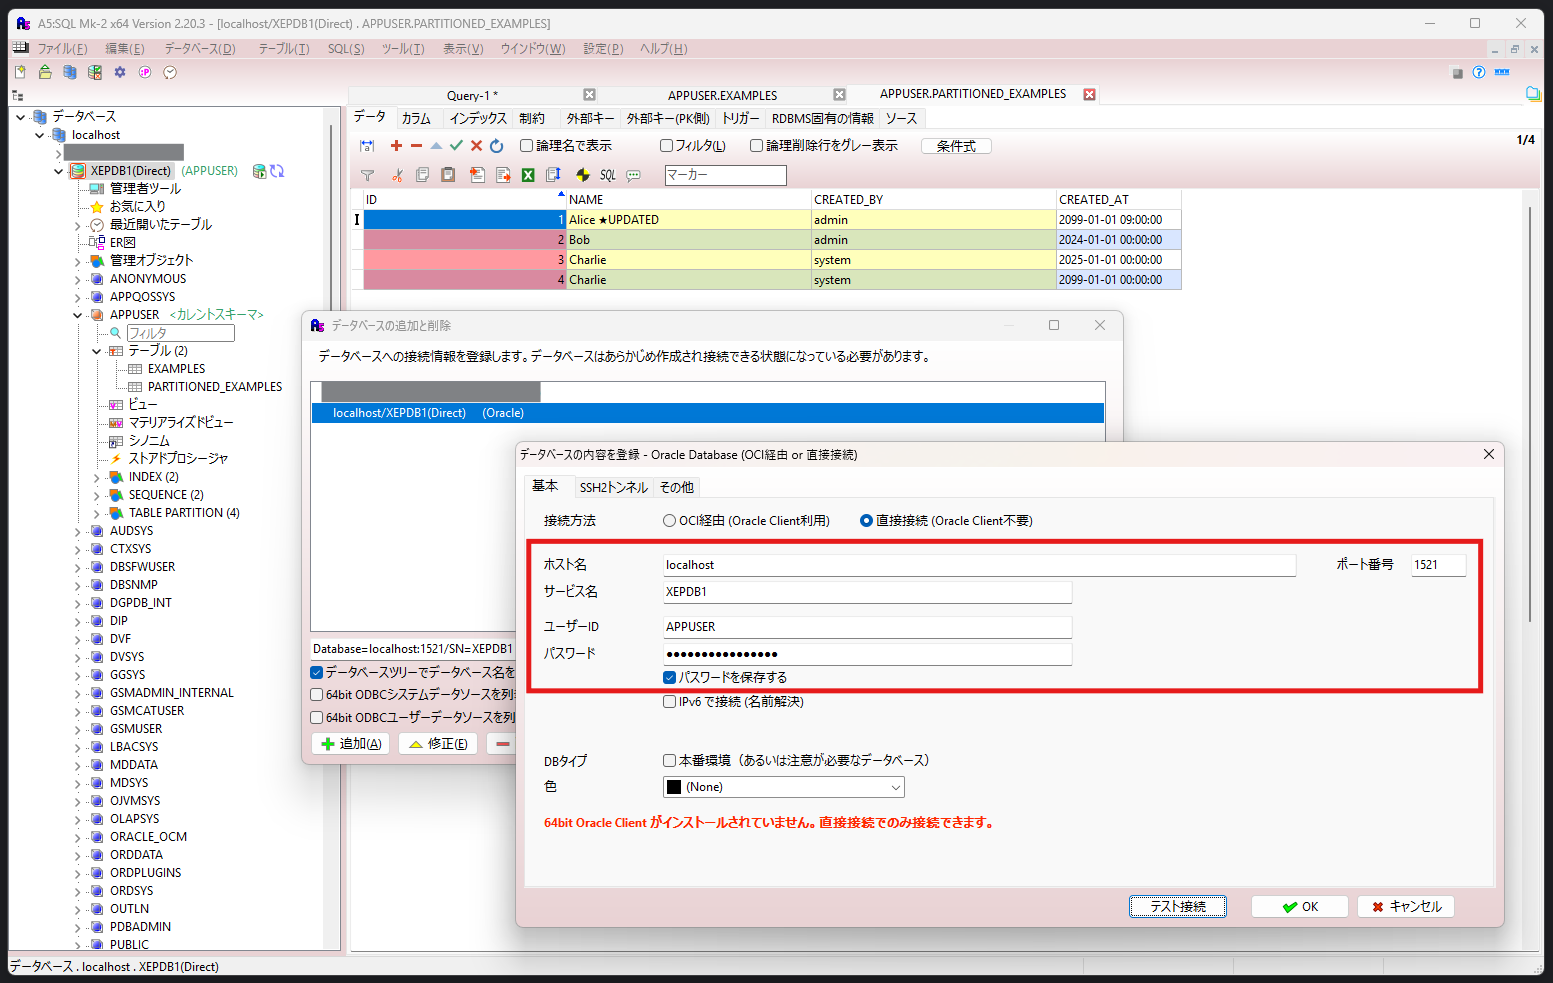 A5:SQL Mk-2 x64 Version 2.20.3 - [localhost/XEPDB1(Direct) . APPUSER.PARTITIONED_EXAMPLES]
ファイル(F) 編集(E) データベース(D) テーブル(T) SQL(S) ツール(T) 表示(V) ウインドウ(W) 設定(P) ヘルプ(H)
Query-1 * APPUSER.EXAMPLES APPUSER.PARTITIONED_EXAMPLES
データ カラム インデックス 制約 外部キー 外部キー(PK側) トリガー RDBMS固有の情報 ソース
論理名で表示 フィルタ(L) 論理削除行をグレー表示 条件式 1/4
SQL マーカー
ID NAME CREATED_BY CREATED_AT
1 Alice ★UPDATED admin 2099-01-01 09:00:00
2 Bob admin 2024-01-01 00:00:00
3 Charlie system 2025-01-01 00:00:00
4 Charlie system 2099-01-01 00:00:00
データベース
localhost
XEPDB1(Direct) (APPUSER)
管理者ツール
お気に入り
最近開いたテーブル
ER図
管理オブジェクト
ANONYMOUS
APPQOSSYS
APPUSER <カレントスキーマ>
フィルタ
テーブル (2)
EXAMPLES
PARTITIONED_EXAMPLES
ビュー
マテリアライズドビュー
シノニム
ストアドプロシージャ
INDEX (2)
SEQUENCE (2)
TABLE PARTITION (4)
AUDSYS
CTXSYS
DBSFWUSER
DBSNMP
DGPDB_INT
DIP
DVF
DVSYS
GGSYS
GSMADMIN_INTERNAL
GSMCATUSER
GSMUSER
LBACSYS
MDDATA
MDSYS
OJVMSYS
OLAPSYS
ORACLE_OCM
ORDDATA
ORDPLUGINS
ORDSYS
OUTLN
PDBADMIN
PUBLIC
データベースの追加と削除
データベースへの接続情報を登録します。データベースはあらかじめ作成され接続できる状態になっている必要があります。
localhost/XEPDB1(Direct) (Oracle)
Database=localhost:1521/SN=XEPDB1
データベースツリーでデータベース名を
64bit ODBCシステムデータソースを列
64bit ODBCユーザーデータソースを列
追加(A) 修正(E)
データベースの内容を登録 - Oracle Database (OCI経由 or 直接接続)
基本 SSH2トンネル その他
接続方法 OCI経由 (Oracle Client利用) 直接接続 (Oracle Client不要)
ホスト名 localhost ポート番号 1521
サービス名 XEPDB1
ユーザーID APPUSER
パスワード ●●●●●●●●●●●●●●●●
パスワードを保存する
IPv6 で接続 (名前解決)
DBタイプ 本番環境（あるいは注意が必要なデータベース）
色 (None)
64bit Oracle Client がインストールされていません。直接接続でのみ接続できます。
テスト接続 OK キャンセル
データベース . localhost . XEPDB1(Direct)